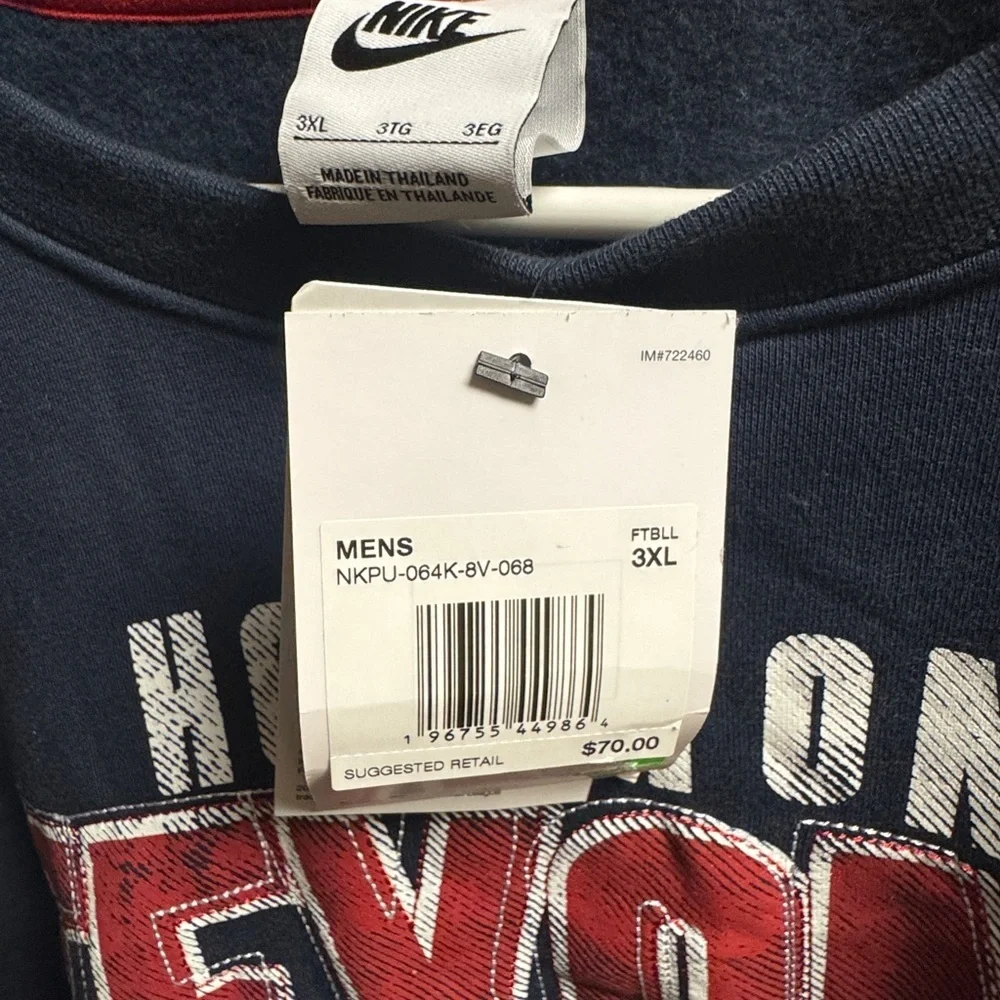 NIKE
3XL 3TG 3EG
MADE IN THAILAND
FABRIQUE EN THAILANDE
IM#722460
MENS FTBLL
NKPU-064K-8V-068 3XL
1 96755 44986 4
$70.00
SUGGESTED RETAIL